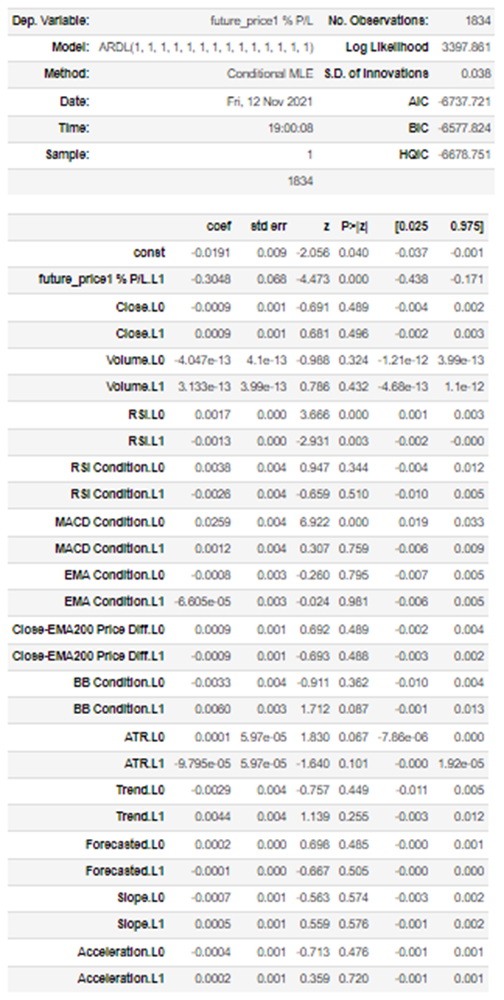 Dep. Variable: future_price1 % P/L No. Observations: 1834
Model: ARDL(1, 1, 1, 1, 1, 1, 1, 1, 1, 1, 1, 1, 1, 1) Log Likelihood 3397.861
Method: Conditional MLE S.D. of Innovations 0.038
Date: Fri, 12 Nov 2021 AIC -6737.721
Time: 19:00:08 BIC -6577.824
Sample: 1 HQIC -6678.751
1834
coef std err z P>|z| [0.025 0.975]
const -0.0191 0.009 -2.056 0.040 -0.037 -0.001
future_price1 % P/L.L1 -0.3048 0.068 -4.473 0.000 -0.438 -0.171
Close.L0 -0.0009 0.001 -0.691 0.489 -0.004 0.002
Close.L1 0.0009 0.001 0.681 0.496 -0.002 0.003
Volume.L0 -4.047e-13 4.1e-13 -0.988 0.324 -1.21e-12 3.99e-13
Volume.L1 3.133e-13 3.99e-13 0.786 0.432 -4.68e-13 1.1e-12
RSI.L0 0.0017 0.000 3.666 0.000 0.001 0.003
RSI.L1 -0.0013 0.000 -2.931 0.003 -0.002 -0.000
RSI Condition.L0 0.0038 0.004 0.947 0.344 -0.004 0.012
RSI Condition.L1 -0.0026 0.004 -0.659 0.510 -0.010 0.005
MACD Condition.L0 0.0259 0.004 6.922 0.000 0.019 0.033
MACD Condition.L1 0.0012 0.004 0.307 0.759 -0.006 0.009
EMA Condition.L0 -0.0008 0.003 -0.260 0.795 -0.007 0.005
EMA Condition.L1 -6.605e-05 0.003 -0.024 0.981 -0.006 0.005
Close-EMA200 Price Diff.L0 0.0009 0.001 0.692 0.489 -0.002 0.004
Close-EMA200 Price Diff.L1 -0.0009 0.001 -0.693 0.488 -0.003 0.002
BB Condition.L0 -0.0033 0.004 -0.911 0.362 -0.010 0.004
BB Condition.L1 0.0060 0.003 1.712 0.087 -0.001 0.013
ATR.L0 0.0001 5.97e-05 1.830 0.067 -7.86e-06 0.000
ATR.L1 -9.795e-05 5.97e-05 -1.640 0.101 -0.000 1.92e-05
Trend.L0 -0.0029 0.004 -0.757 0.449 -0.011 0.005
Trend.L1 0.0044 0.004 1.139 0.255 -0.003 0.012
Forecasted.L0 0.0002 0.000 0.698 0.485 -0.000 0.001
Forecasted.L1 -0.0001 0.000 -0.667 0.505 -0.000 0.000
Slope.L0 -0.0007 0.001 -0.563 0.574 -0.003 0.002
Slope.L1 0.0005 0.001 0.559 0.576 -0.001 0.002
Acceleration.L0 -0.0004 0.001 -0.713 0.476 -0.001 0.001
Acceleration.L1 0.0002 0.001 0.359 0.720 -0.001 0.001